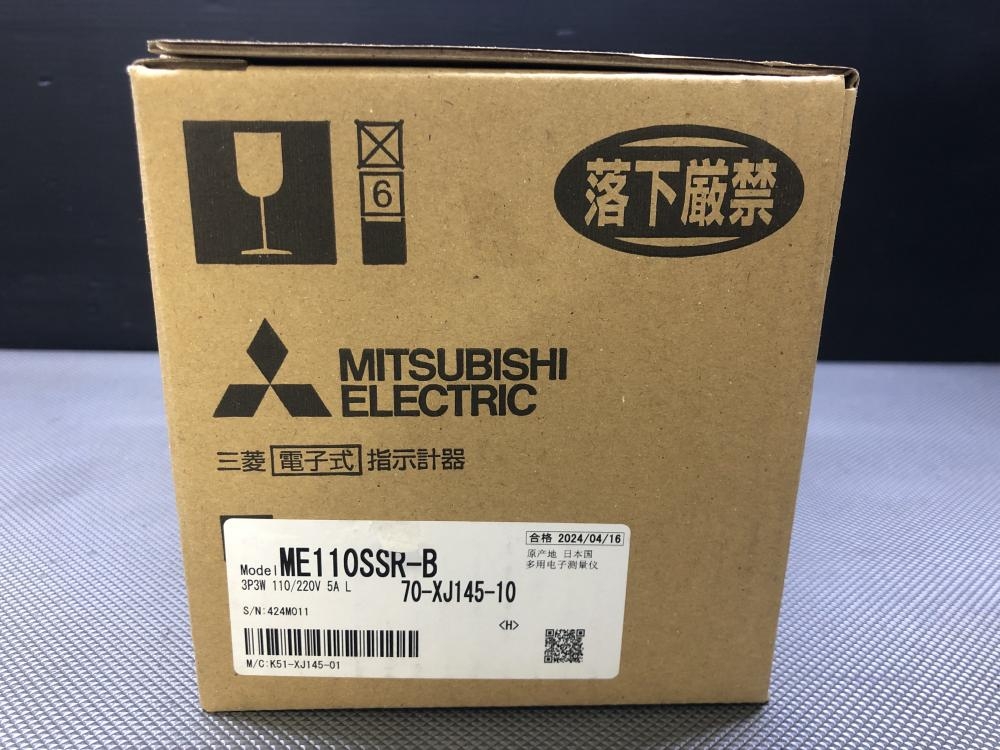 6
落下厳禁
MITSUBISHI
ELECTRIC
三菱 電子式 指示計器
Model ME110SSR-B
3P3W 110/220V 5A L
70-XJ145-10
S/N:424M011
<H>
M/C:K51-XJ145-01
合格 2024/04/16
原产地 日本国
多用电子测量仪